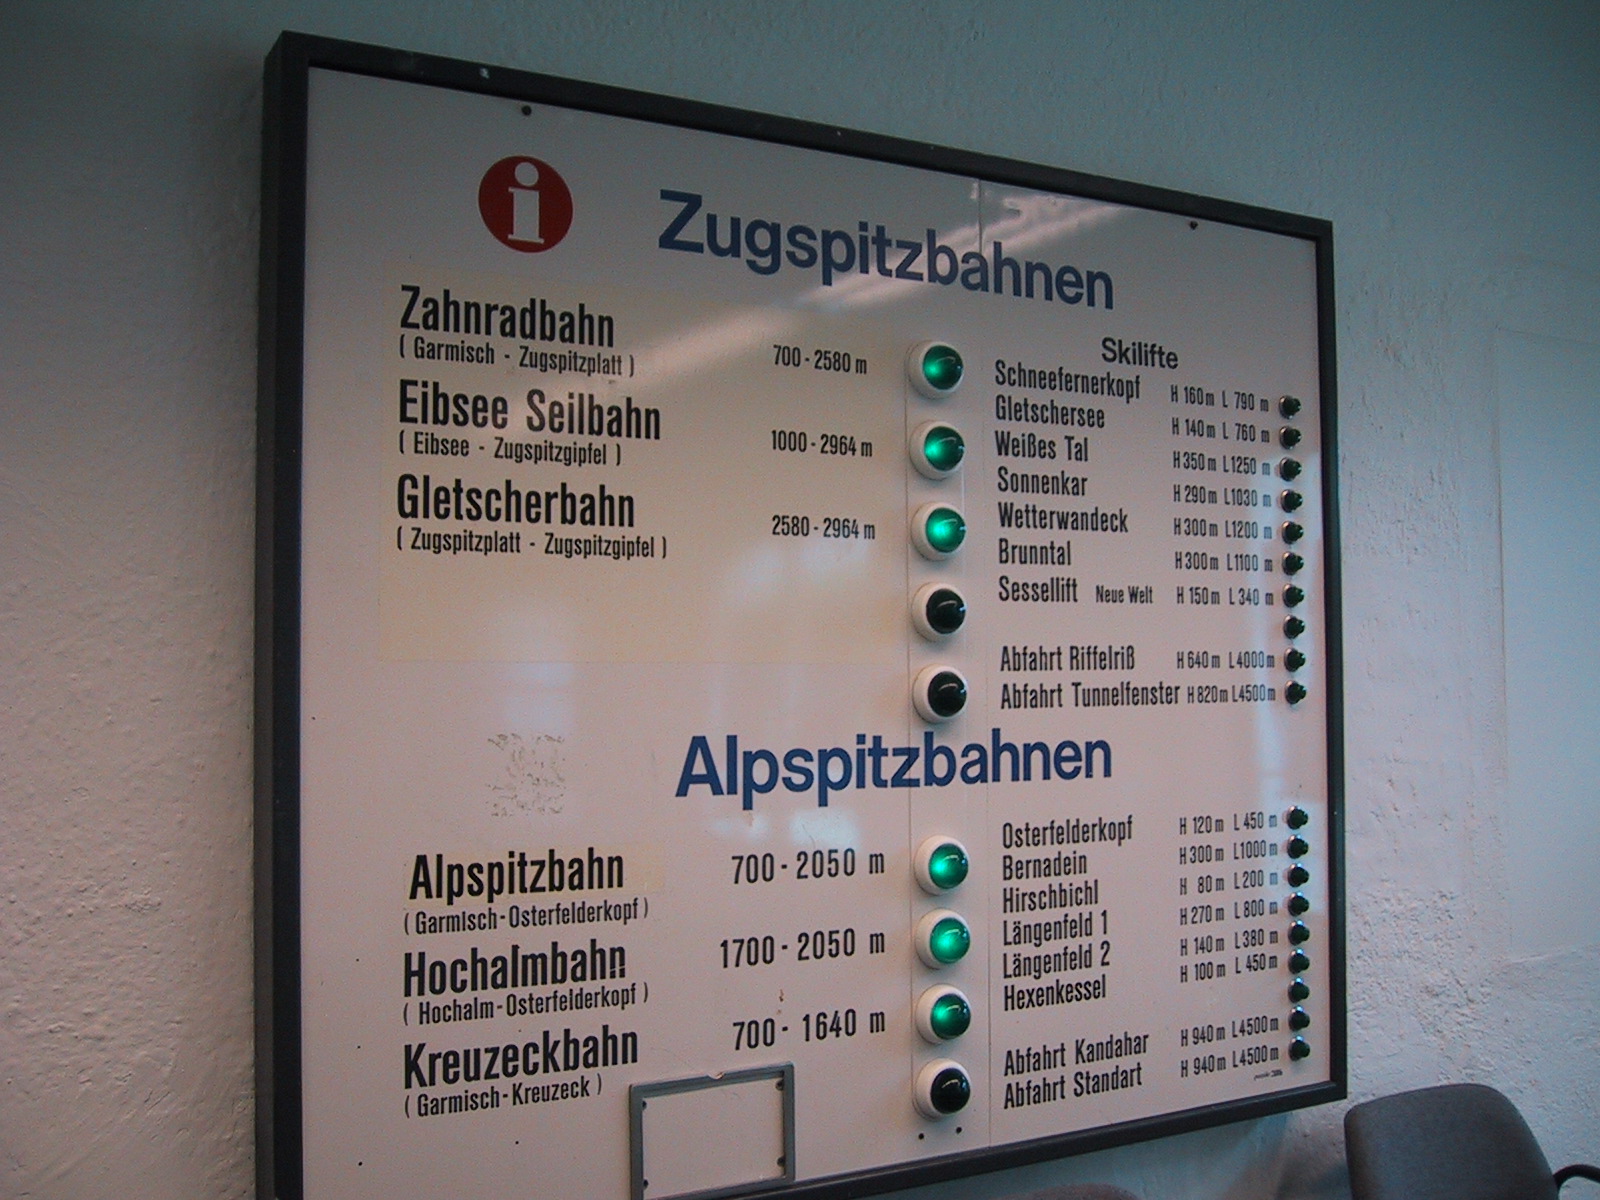 i
Zugspitzbahnen
Zahnradbahn
( Garmisch - Zugspitzplatt )
700 - 2580 m
Eibsee Seilbahn
( Eibsee - Zugspitzgipfel )
1000 - 2964 m
Gletscherbahn
( Zugspitzplatt - Zugspitzgipfel )
2580 - 2964 m
Skilifte
Schneefernerkopf H 160 m L 790 m
Gletschersee H 140 m L 760 m
Weißes Tal H 350 m L 1250 m
Sonnenkar H 290 m L 1030 m
Wetterwandeck H 300 m L 1200 m
Brunntal H 300 m L 1100 m
Sessellift Neue Welt H 150 m L 340 m
Abfahrt Riffelriß H 640 m L 4000 m
Abfahrt Tunnelfenster H 820 m L 4500 m
Alpspitzbahnen
Alpspitzbahn
( Garmisch-Osterfelderkopf )
700 - 2050 m
Hochalmbahn
( Hochalm-Osterfelderkopf )
1700 - 2050 m
Kreuzeckbahn
( Garmisch-Kreuzeck )
700 - 1640 m
Osterfelderkopf H 120 m L 450 m
Bernadein H 300 m L 1000 m
Hirschbichl H 80 m L 200 m
Längenfeld 1 H 270 m L 800 m
Längenfeld 2 H 140 m L 380 m
Hexenkessel H 100 m L 450 m
Abfahrt Kandahar H 940 m L 4500 m
Abfahrt Standart H 940 m L 4500 m